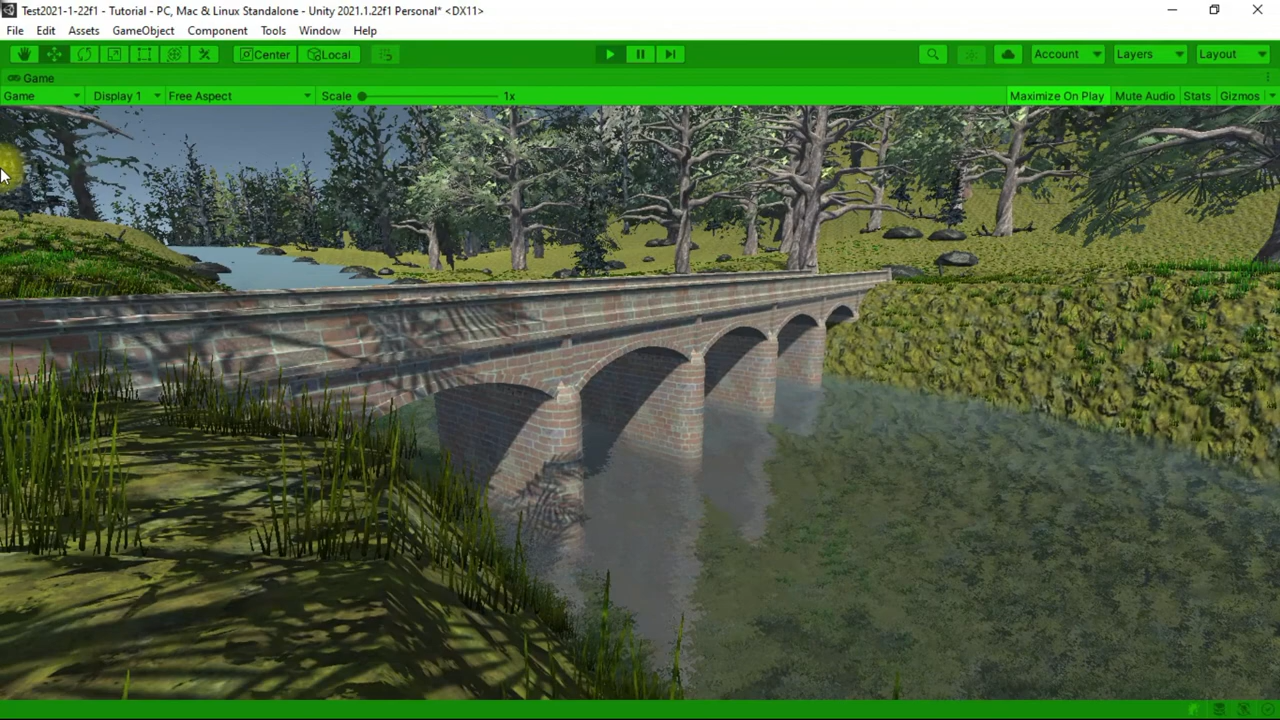 Test2021-1-22f1 - Tutorial - PC, Mac & Linux Standalone - Unity 2021.1.22f1 Personal* <DX11>
File Edit Assets GameObject Component Tools Window Help
Center Local Account Layers Layout
Game
Game Display 1 Free Aspect Scale 1x Maximize On Play Mute Audio Stats Gizmos